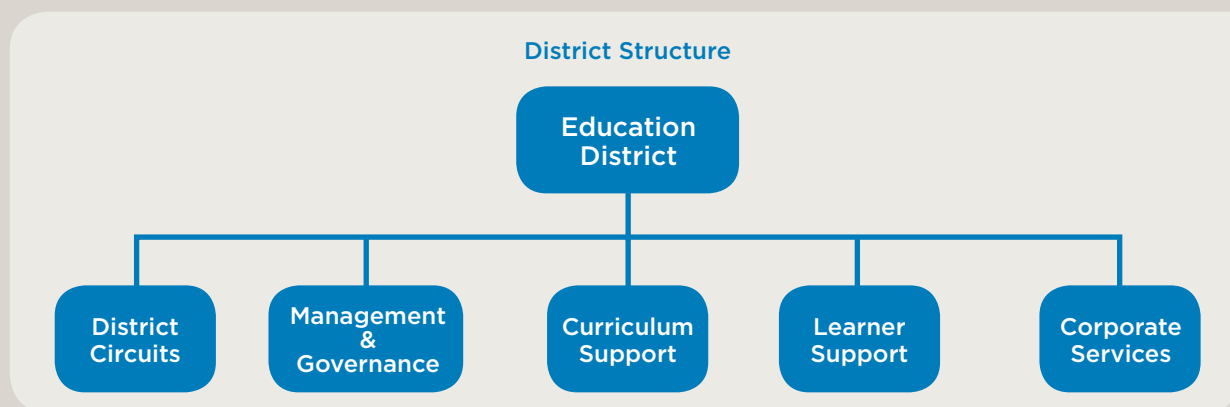 District Structure
Education
District
District
Circuits
Management
&
Governance
Curriculum
Support
Learner
Support
Corporate
Services